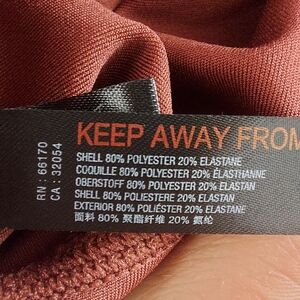 KEEP AWAY FROM
SHELL 80% POLYESTER 20% ELASTANE
COQUILLE 80% POLYESTER 20% ÉLASTHANNE
OBERSTOFF 80% POLYESTER 20% ELASTAN
SHELL 80% POLIESTERE 20% ELASTAN
EXTERIOR 80% POLIÉSTER 20% ELASTANO
面料 80% 聚酯纤维 20% 氨纶
RN : 66170
CA : 32054